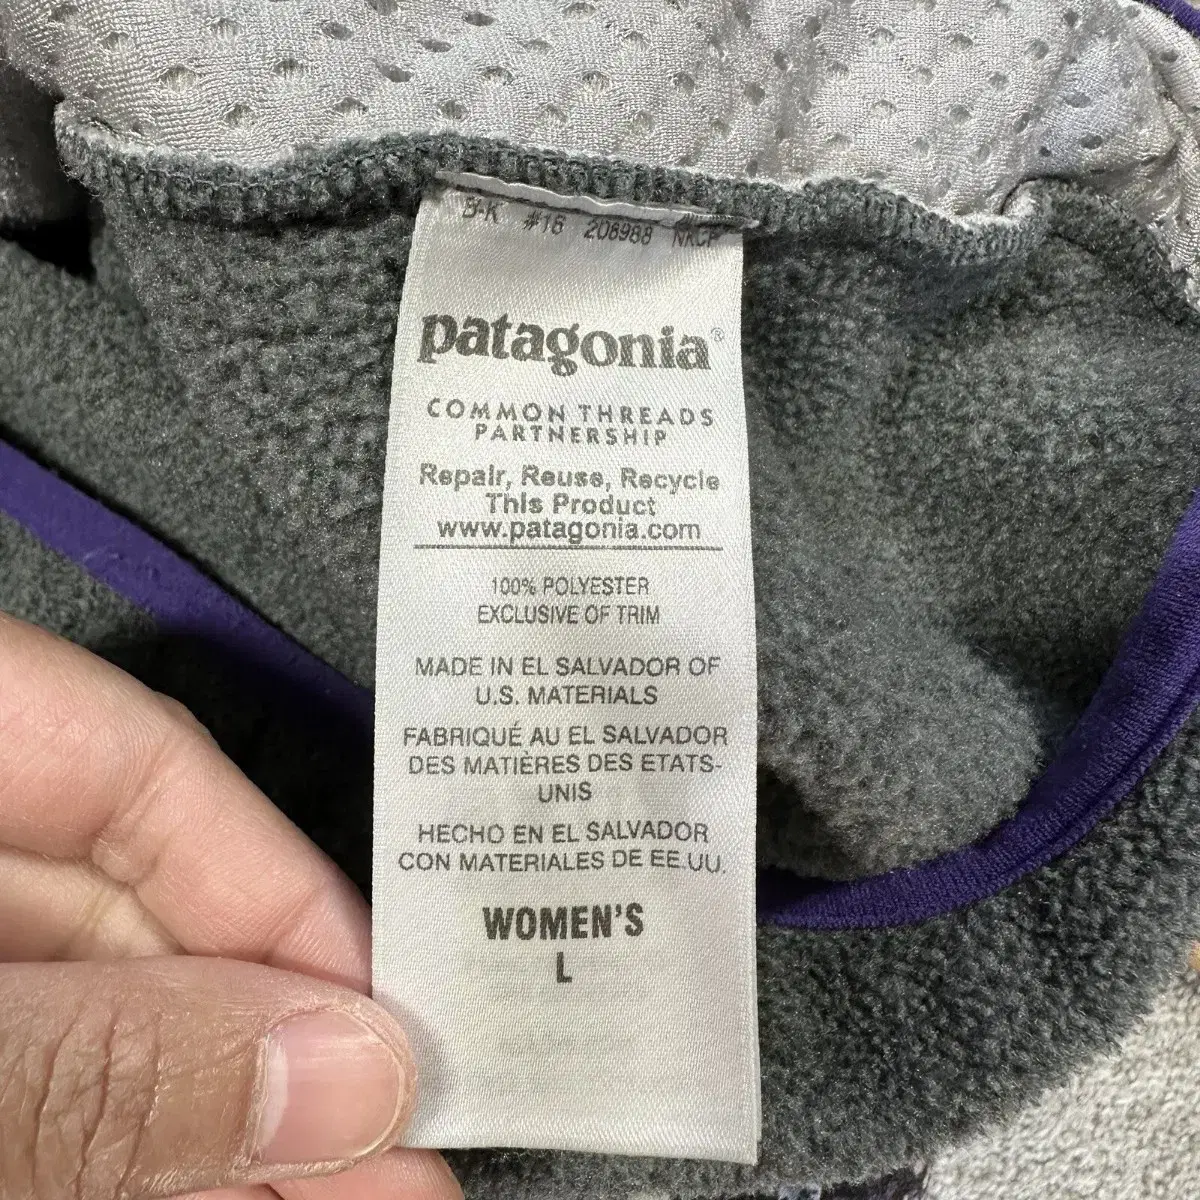 B-K #16 206988 NKCP
patagonia®
COMMON THREADS
PARTNERSHIP
Repair, Reuse, Recycle
This Product
www.patagonia.com
100% POLYESTER
EXCLUSIVE OF TRIM
MADE IN EL SALVADOR OF
U.S. MATERIALS
FABRIQUÉ AU EL SALVADOR
DES MATIÈRES DES ETATS-
UNIS
HECHO EN EL SALVADOR
CON MATERIALES DE EE.UU.
WOMEN'S
L